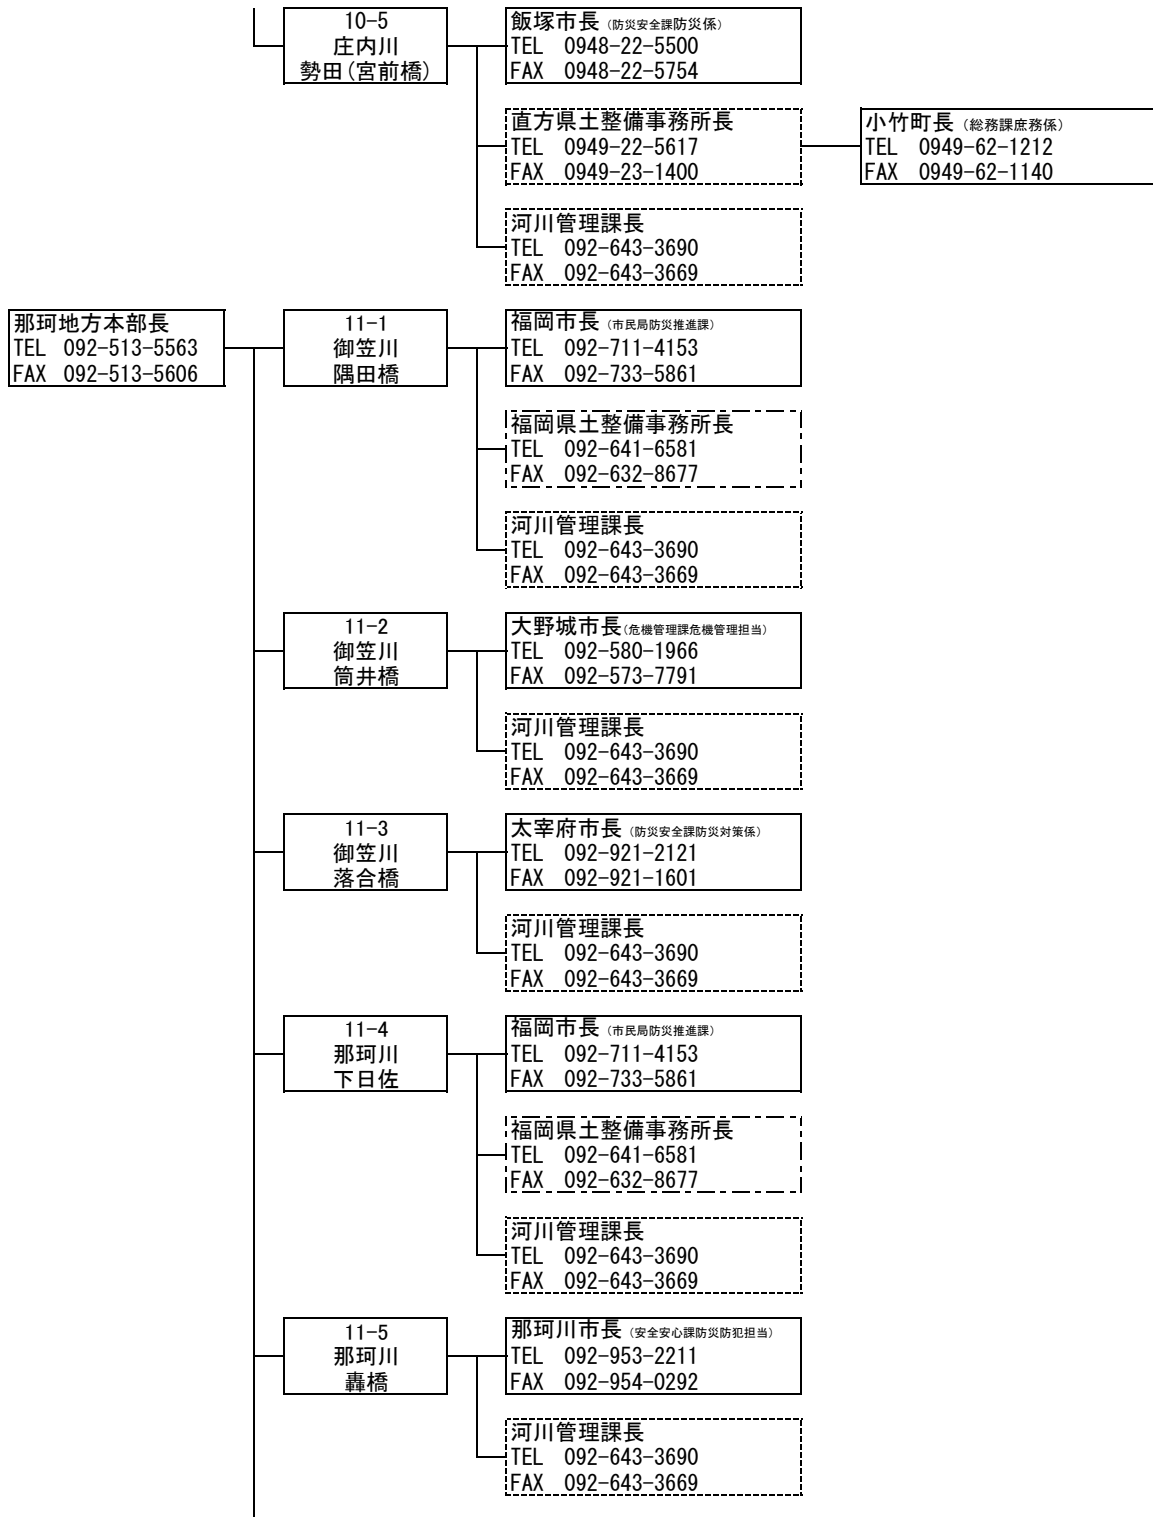 10-5
庄内川
勢田(宮前橋)
飯塚市長 (防災安全課防災係)
TEL 0948-22-5500
FAX 0948-22-5754
直方県土整備事務所長
TEL 0949-22-5617
FAX 0949-23-1400
小竹町長 (総務課庶務係)
TEL 0949-62-1212
FAX 0949-62-1140
河川管理課長
TEL 092-643-3690
FAX 092-643-3669
那珂地方本部長
TEL 092-513-5563
FAX 092-513-5606
11-1
御笠川
隅田橋
福岡市長 (市民局防災推進課)
TEL 092-711-4153
FAX 092-733-5861
福岡県土整備事務所長
TEL 092-641-6581
FAX 092-632-8677
河川管理課長
TEL 092-643-3690
FAX 092-643-3669
11-2
御笠川
筒井橋
大野城市長(危機管理課危機管理担当)
TEL 092-580-1966
FAX 092-573-7791
河川管理課長
TEL 092-643-3690
FAX 092-643-3669
11-3
御笠川
落合橋
太宰府市長 (防災安全課防災対策係)
TEL 092-921-2121
FAX 092-921-1601
河川管理課長
TEL 092-643-3690
FAX 092-643-3669
11-4
那珂川
下日佐
福岡市長 (市民局防災推進課)
TEL 092-711-4153
FAX 092-733-5861
福岡県土整備事務所長
TEL 092-641-6581
FAX 092-632-8677
河川管理課長
TEL 092-643-3690
FAX 092-643-3669
11-5
那珂川
轟橋
那珂川市長 (安全安心課防災防犯担当)
TEL 092-953-2211
FAX 092-954-0292
河川管理課長
TEL 092-643-3690
FAX 092-643-3669